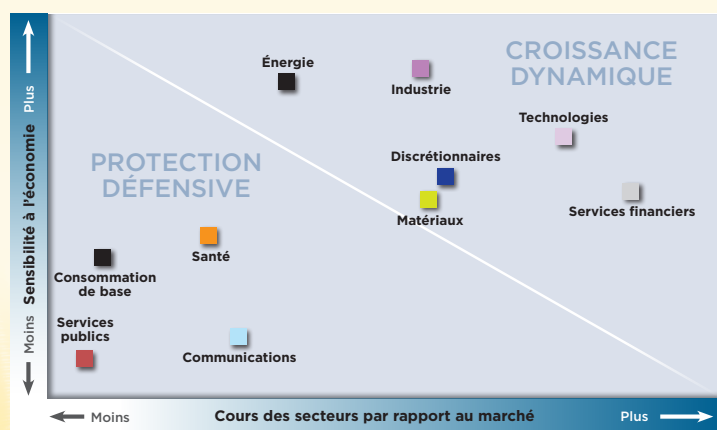 CROISSANCE
DYNAMIQUE
Énergie
Industrie
Technologies
PROTECTION
DÉFENSIVE
Discrétionnaires
Matériaux
Services financiers
Santé
Consommation
de base
Services
publics
Communications
Moins Sensibilité à l'économie Plus
Moins Cours des secteurs par rapport au marché Plus